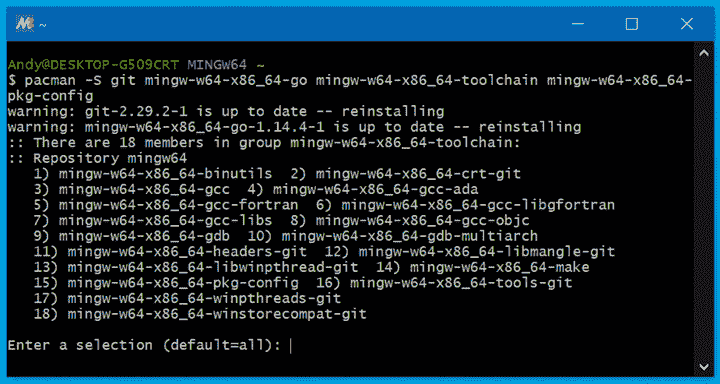 M ~
Andy@DESKTOP-G509CRT MINGW64 ~
$ pacman -S git mingw-w64-x86_64-go mingw-w64-x86_64-toolchain mingw-w64-x86_64-
pkg-config
warning: git-2.29.2-1 is up to date -- reinstalling
warning: mingw-w64-x86_64-go-1.14.4-1 is up to date -- reinstalling
:: There are 18 members in group mingw-w64-x86_64-toolchain:
:: Repository mingw64
   1) mingw-w64-x86_64-binutils  2) mingw-w64-x86_64-crt-git
   3) mingw-w64-x86_64-gcc  4) mingw-w64-x86_64-gcc-ada
   5) mingw-w64-x86_64-gcc-fortran  6) mingw-w64-x86_64-gcc-libgfortran
   7) mingw-w64-x86_64-gcc-libs  8) mingw-w64-x86_64-gcc-objc
   9) mingw-w64-x86_64-gdb  10) mingw-w64-x86_64-gdb-multiarch
   11) mingw-w64-x86_64-headers-git  12) mingw-w64-x86_64-libmangle-git
   13) mingw-w64-x86_64-libwinpthread-git  14) mingw-w64-x86_64-make
   15) mingw-w64-x86_64-pkg-config  16) mingw-w64-x86_64-tools-git
   17) mingw-w64-x86_64-winpthreads-git
   18) mingw-w64-x86_64-winstorecompat-git
Enter a selection (default=all):